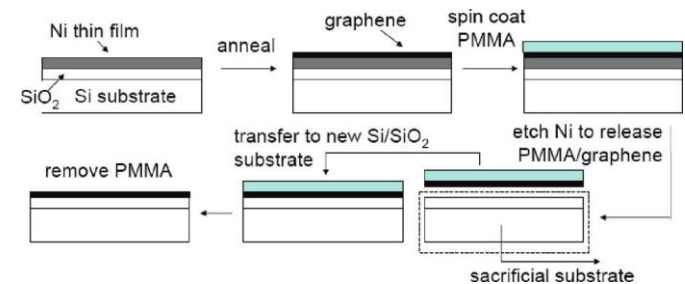 Ni thin film
SiO2
Si substrate
anneal
graphene
spin coat
PMMA
etch Ni to release
PMMA/graphene
sacrificial substrate
transfer to new Si/SiO2
substrate
remove PMMA